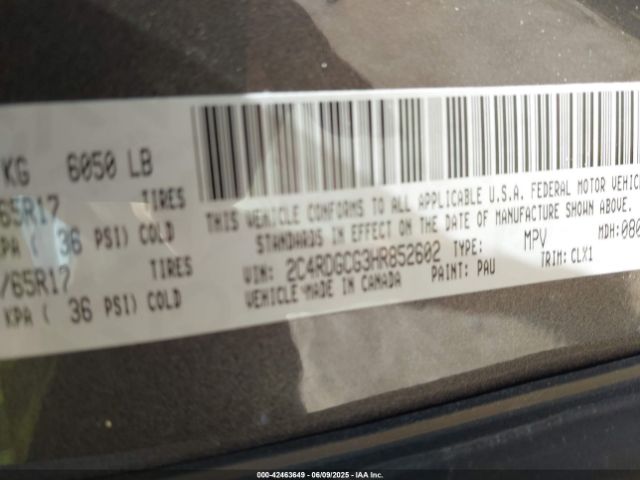 KG 6050 LB
65R17 TIRES
KPA ( 36 PSI) COLD
/65R17 TIRES
KPA ( 36 PSI) COLD
THIS VEHICLE CONFORMS TO ALL APPLICABLE U.S.A. FEDERAL MOTOR VEHIC
STANDARDS IN EFFECT ON THE DATE OF MANUFACTURE SHOWN ABOVE.
VIN: 2C4RDGCG3HR852602 TYPE: MPV MDH:080
VEHICLE MADE IN CANADA PAINT: PAU TRIM: CLX1
000-42463649 | 06/09/2025 - IAA Inc.